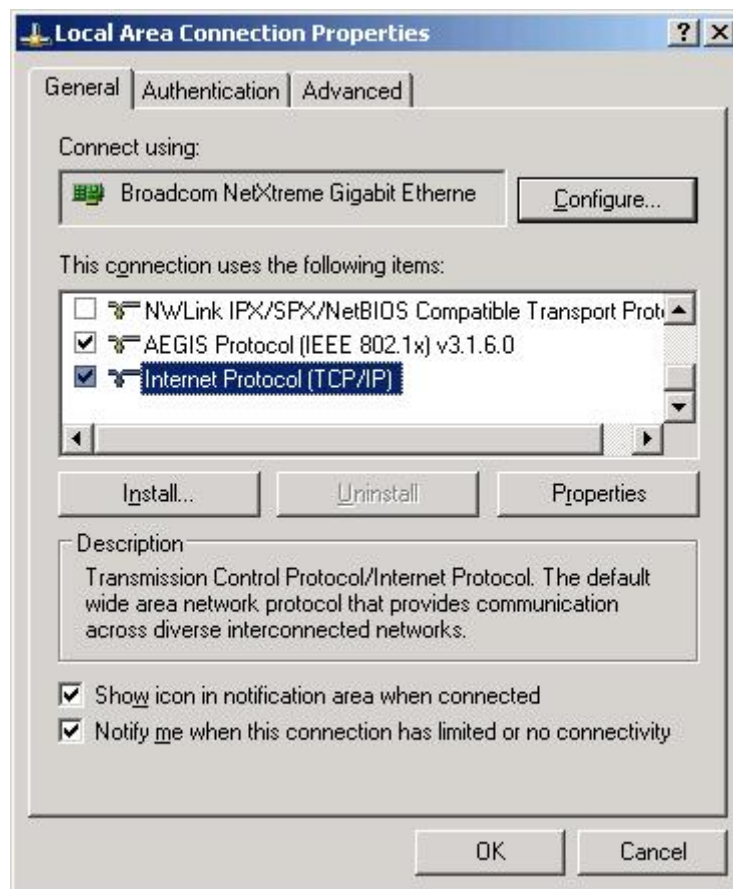 Local Area Connection Properties
General Authentication Advanced
Connect using:
Broadcom NetXtreme Gigabit Etherne
Configure...
This connection uses the following items:
NWLink IPX/SPX/NetBIOS Compatible Transport Proto
AEGIS Protocol (IEEE 802.1x) v3.1.6.0
Internet Protocol (TCP/IP)
Install... Uninstall Properties
Description
Transmission Control Protocol/Internet Protocol. The default
wide area network protocol that provides communication
across diverse interconnected networks.
Show icon in notification area when connected
Notify me when this connection has limited or no connectivity
OK Cancel